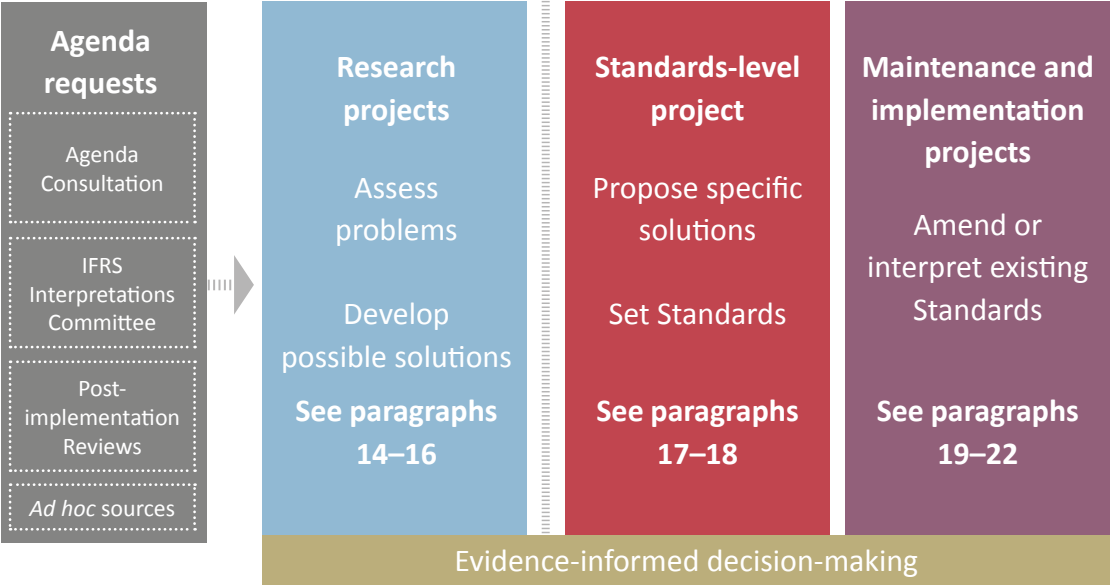 Agenda
requests
Agenda
Consultation
IFRS
Interpretations
Committee
Post-
implementation
Reviews
Ad hoc sources
Research
projects
Assess
problems
Develop
possible solutions
See paragraphs
14–16
Standards-level
project
Propose specific
solutions
Set Standards
See paragraphs
17–18
Maintenance and
implementation
projects
Amend or
interpret existing
Standards
See paragraphs
19–22
Evidence-informed decision-making